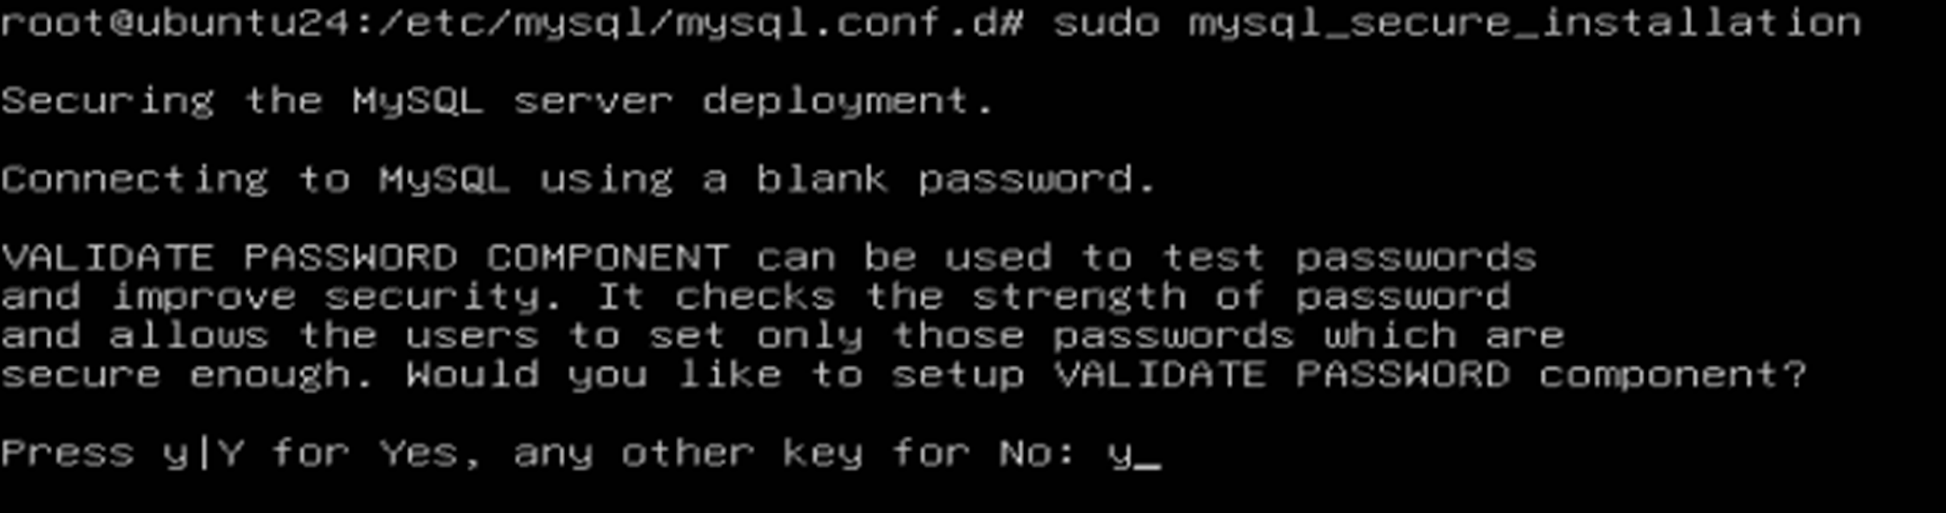 root@ubuntu24:/etc/mysql/mysql.conf.d# sudo mysql_secure_installation
Securing the MySQL server deployment.
Connecting to MySQL using a blank password.
VALIDATE PASSWORD COMPONENT can be used to test passwords
and improve security. It checks the strength of password
and allows the users to set only those passwords which are
secure enough. Would you like to setup VALIDATE PASSWORD component?
Press y|Y for Yes, any other key for No: y_